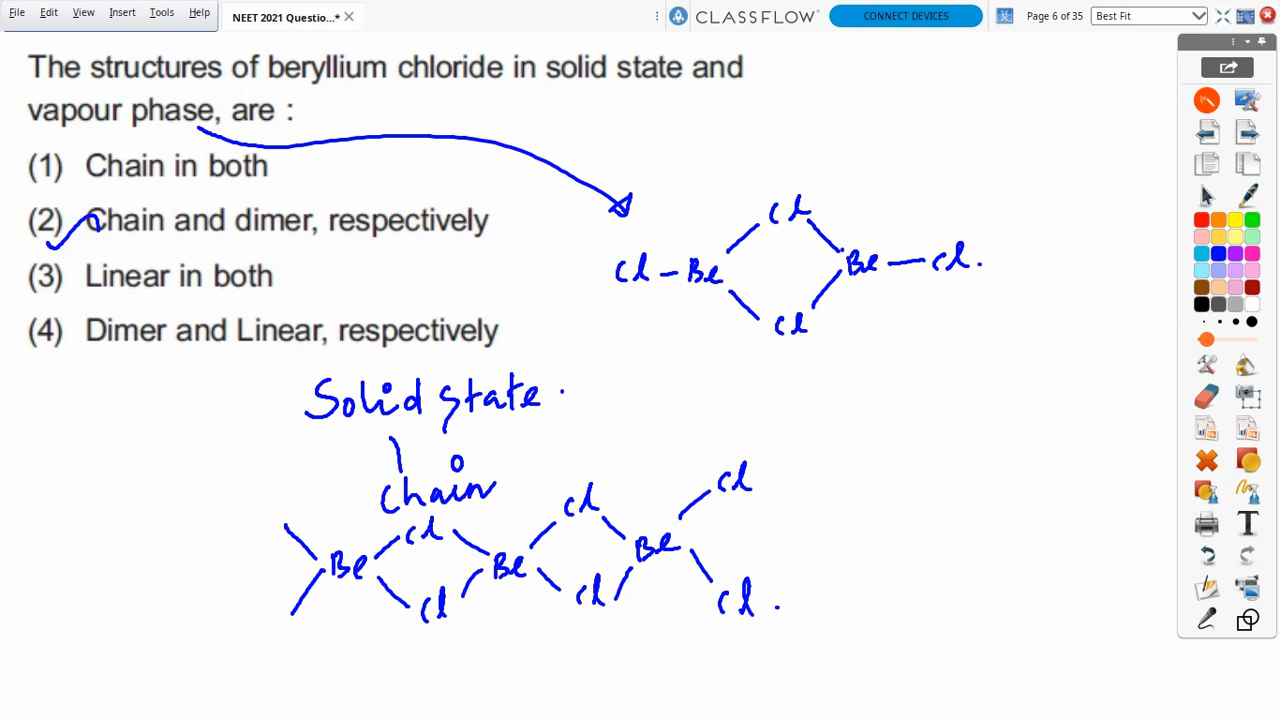 File Edit View Insert Tools Help NEET 2021 Questio...* CLASSFLOW CONNECT DEVICES Page 6 of 35 Best Fit
The structures of beryllium chloride in solid state and
vapour phase, are :
(1) Chain in both
(2) Chain and dimer, respectively
(3) Linear in both
(4) Dimer and Linear, respectively
Cl
Cl - Be Be - Cl.
Cl
Solid state.
Chain
Cl Cl Cl
Be Be Be
Cl Cl Cl.
T